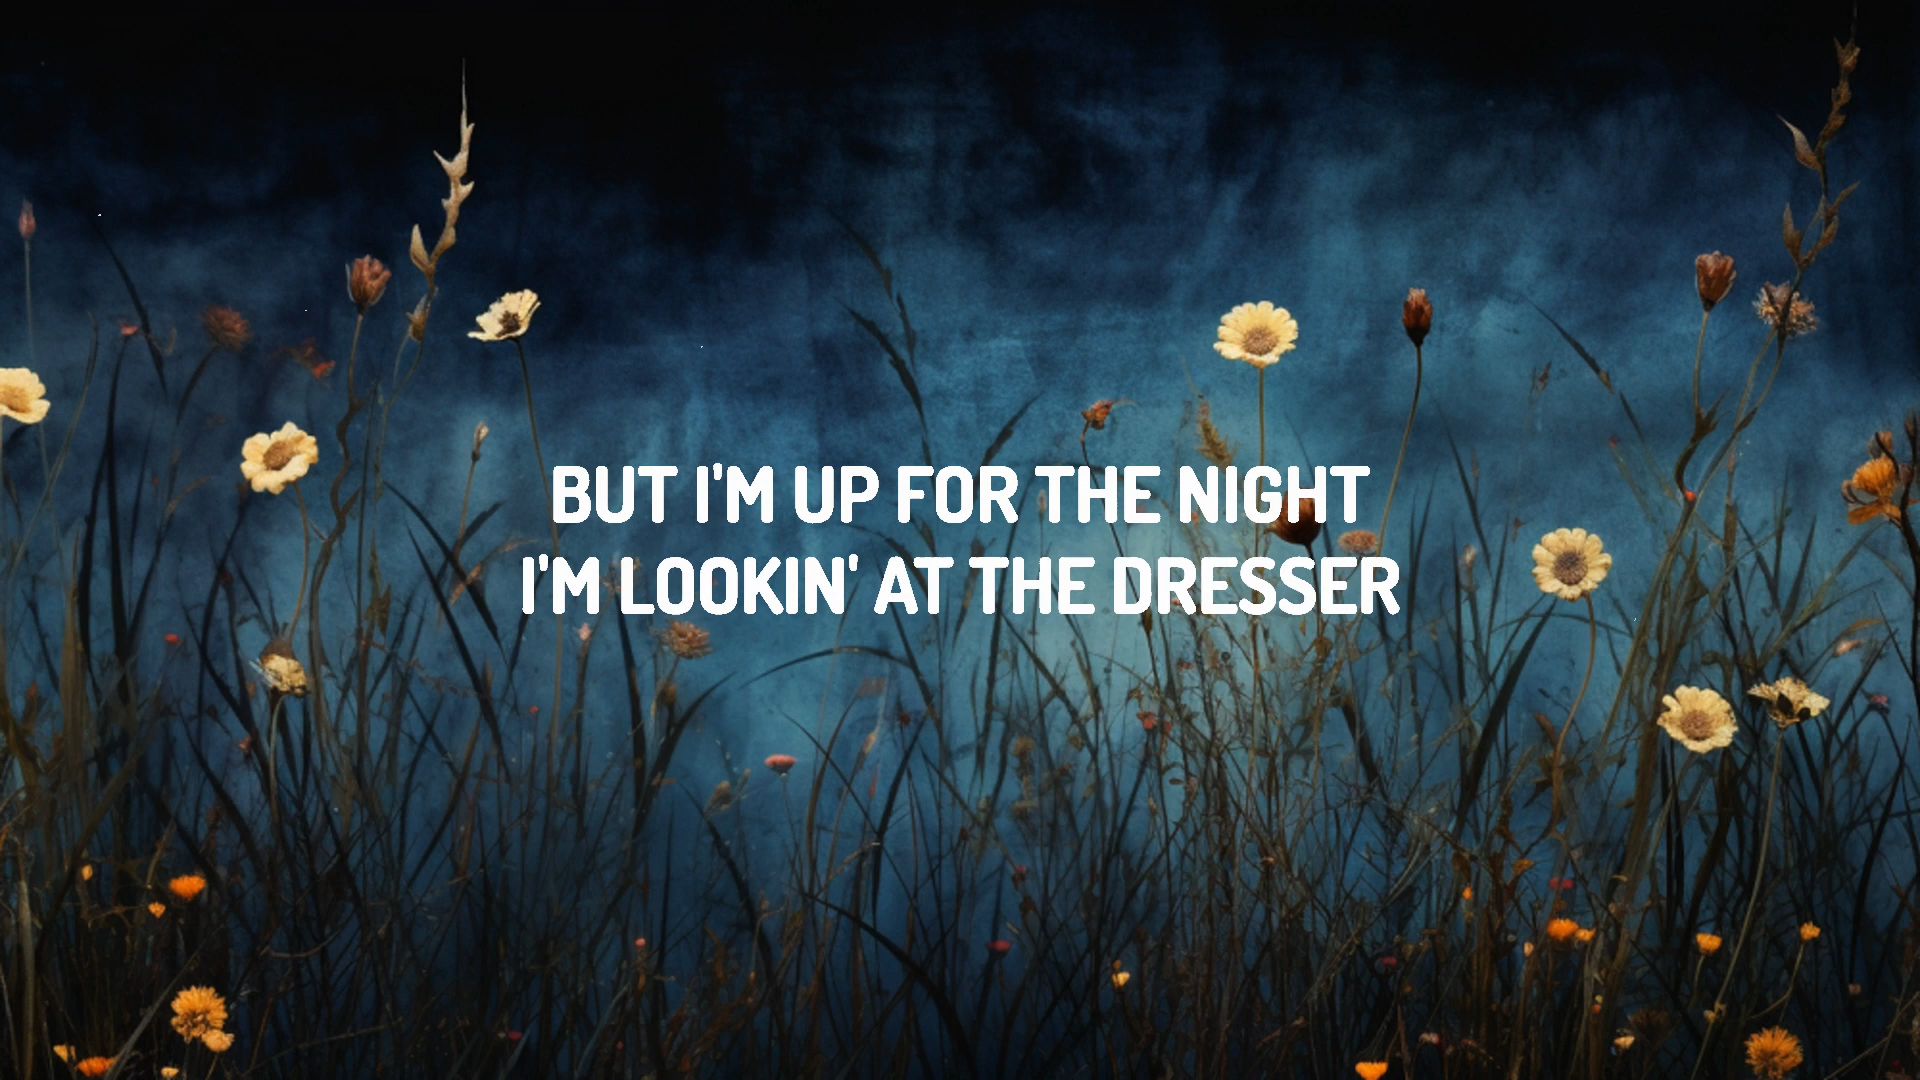 BUT I'M UP FOR THE NIGHT
I'M LOOKIN' AT THE DRESSER